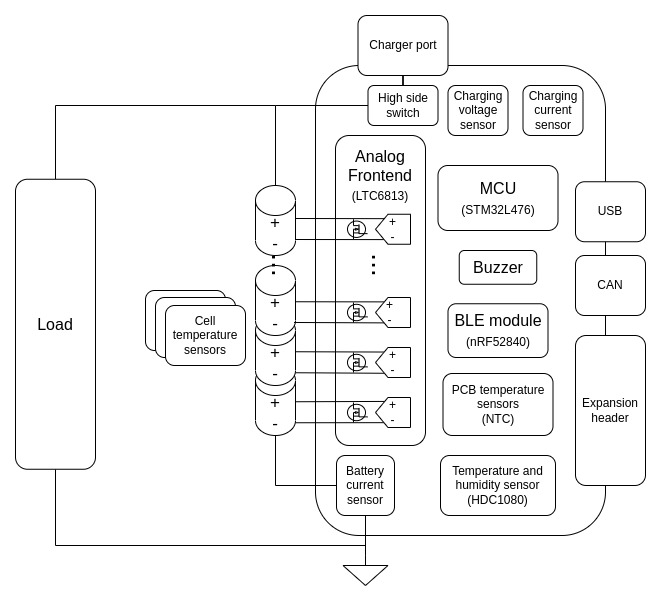 Charger port
High side
switch
Charging
voltage
sensor
Charging
current
sensor
Analog
Frontend
(LTC6813)
MCU
(STM32L476)
USB
+
-
+
-
Buzzer
CAN
Load
Cell
temperature
sensors
+
-
+
-
BLE module
(nRF52840)
+
-
+
-
PCB temperature
sensors
(NTC)
Expansion
header
+
-
+
-
Battery
current
sensor
Temperature and
humidity sensor
(HDC1080)